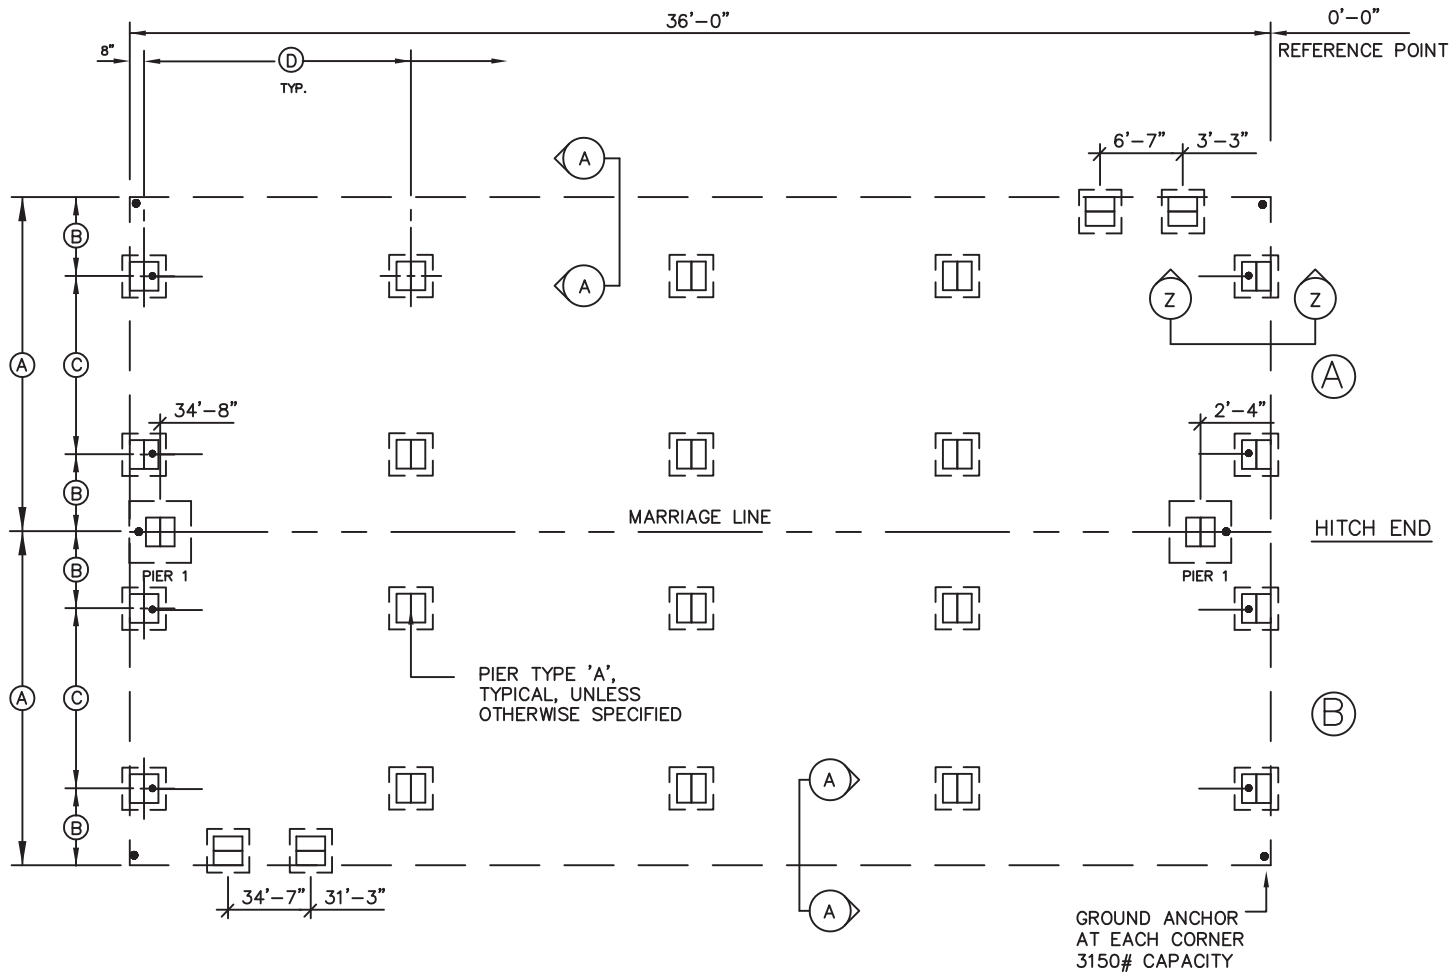 36'-0"
0'-0"
REFERENCE POINT
8"
D
TYP.
A
6'-7"
3'-3"
B
A
Z
Z
A
C
A
34'-8"
2'-4"
B
MARRIAGE LINE
HITCH END
B
PIER 1
PIER 1
PIER TYPE 'A',
TYPICAL, UNLESS
OTHERWISE SPECIFIED
A
C
B
A
B
34'-7"
31'-3"
A
GROUND ANCHOR
AT EACH CORNER
3150# CAPACITY